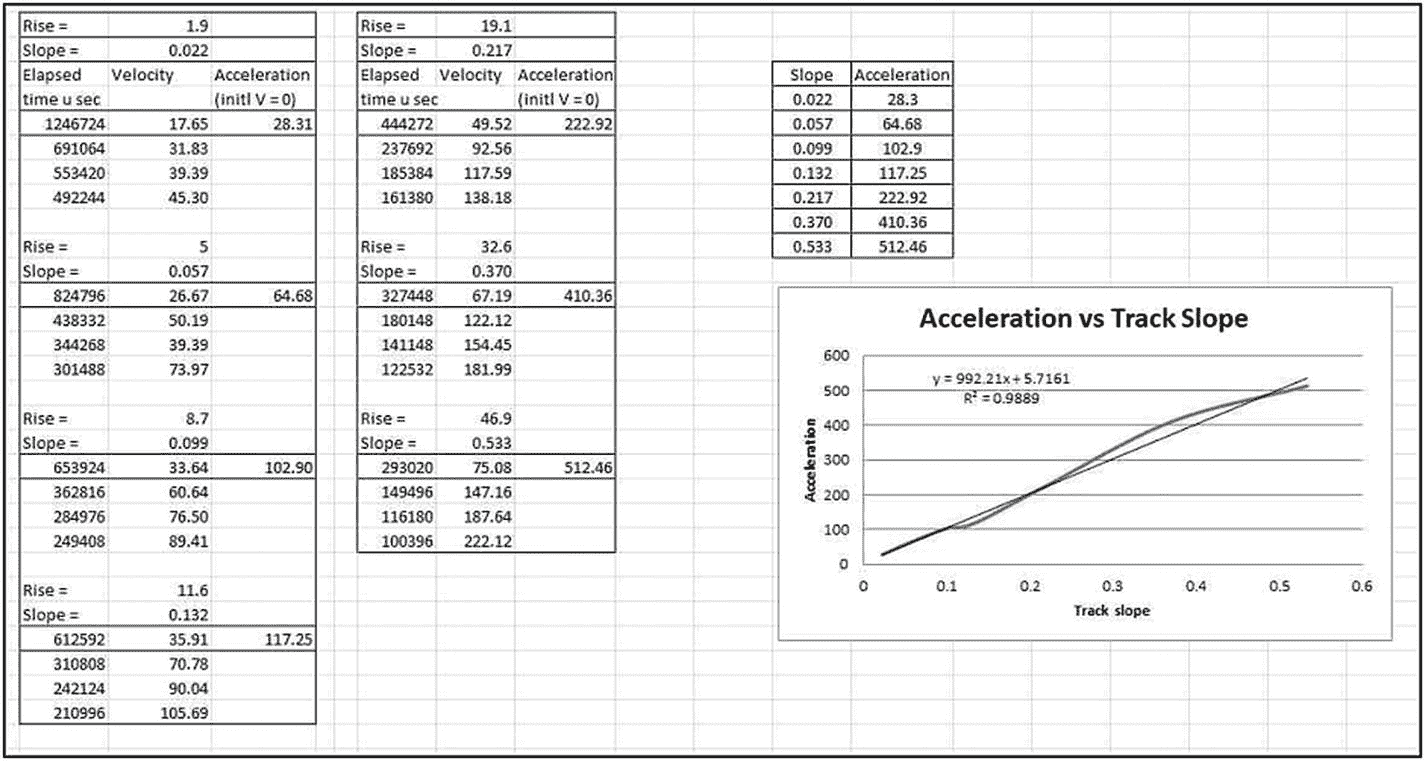 Rise = 1.9
Slope = 0.022
Elapsed Velocity Acceleration
time u sec (initl V = 0)
1246724 17.65 28.31
691064 31.83
553420 39.39
492244 45.30
Rise = 5
Slope = 0.057
824796 26.67 64.68
438332 50.19
344268 39.39
301488 73.97
Rise = 8.7
Slope = 0.099
653924 33.64 102.90
362816 60.64
284976 76.50
249408 89.41
Rise = 11.6
Slope = 0.132
612592 35.91 117.25
310808 70.78
242124 90.04
210996 105.69
Rise = 19.1
Slope = 0.217
Elapsed Velocity Acceleration
time u sec (initl V = 0)
444272 49.52 222.92
237692 92.56
185384 117.59
161380 138.18
Rise = 32.6
Slope = 0.370
327448 67.19 410.36
180148 122.12
141148 154.45
122532 181.99
Rise = 46.9
Slope = 0.533
293020 75.08 512.46
149496 147.16
116180 187.64
100396 222.12
Slope Acceleration
0.022 28.3
0.057 64.68
0.099 102.9
0.132 117.25
0.217 222.92
0.370 410.36
0.533 512.46
Acceleration vs Track Slope
y = 992.21x + 5.7161
R² = 0.9889
600
500
400
300
200
100
0
Acceleration
0 0.1 0.2 0.3 0.4 0.5 0.6
Track slope